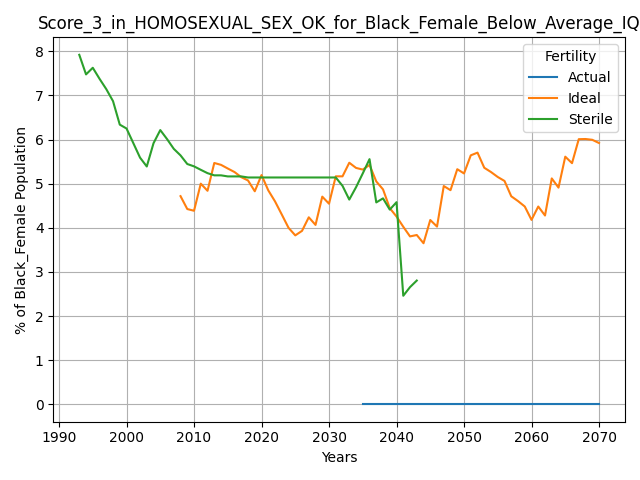 Score_3_in_HOMOSEXUAL_SEX_OK_for_Black_Female_Below_Average_IQ
% of Black_Female Population
8
7
6
5
4
3
2
1
0
Fertility
Actual
Ideal
Sterile
1990 2000 2010 2020 2030 2040 2050 2060 2070
Years